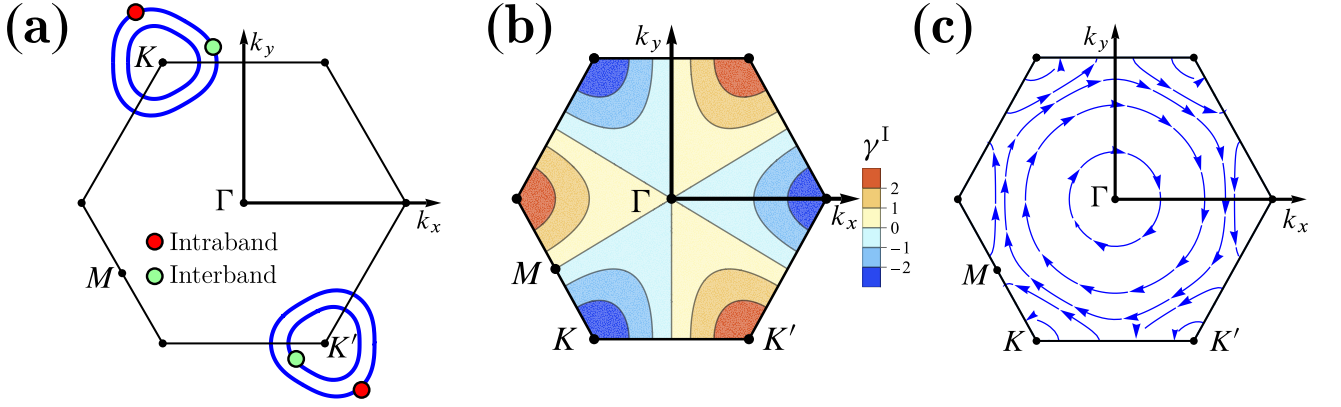 (a)
K
k_y
Γ
k_x
Intraband
Interband
M
K′
(b)
k_y
γ^I
2
1
0
−1
−2
Γ
k_x
M
K
K′
(c)
k_y
Γ
k_x
M
K
K′